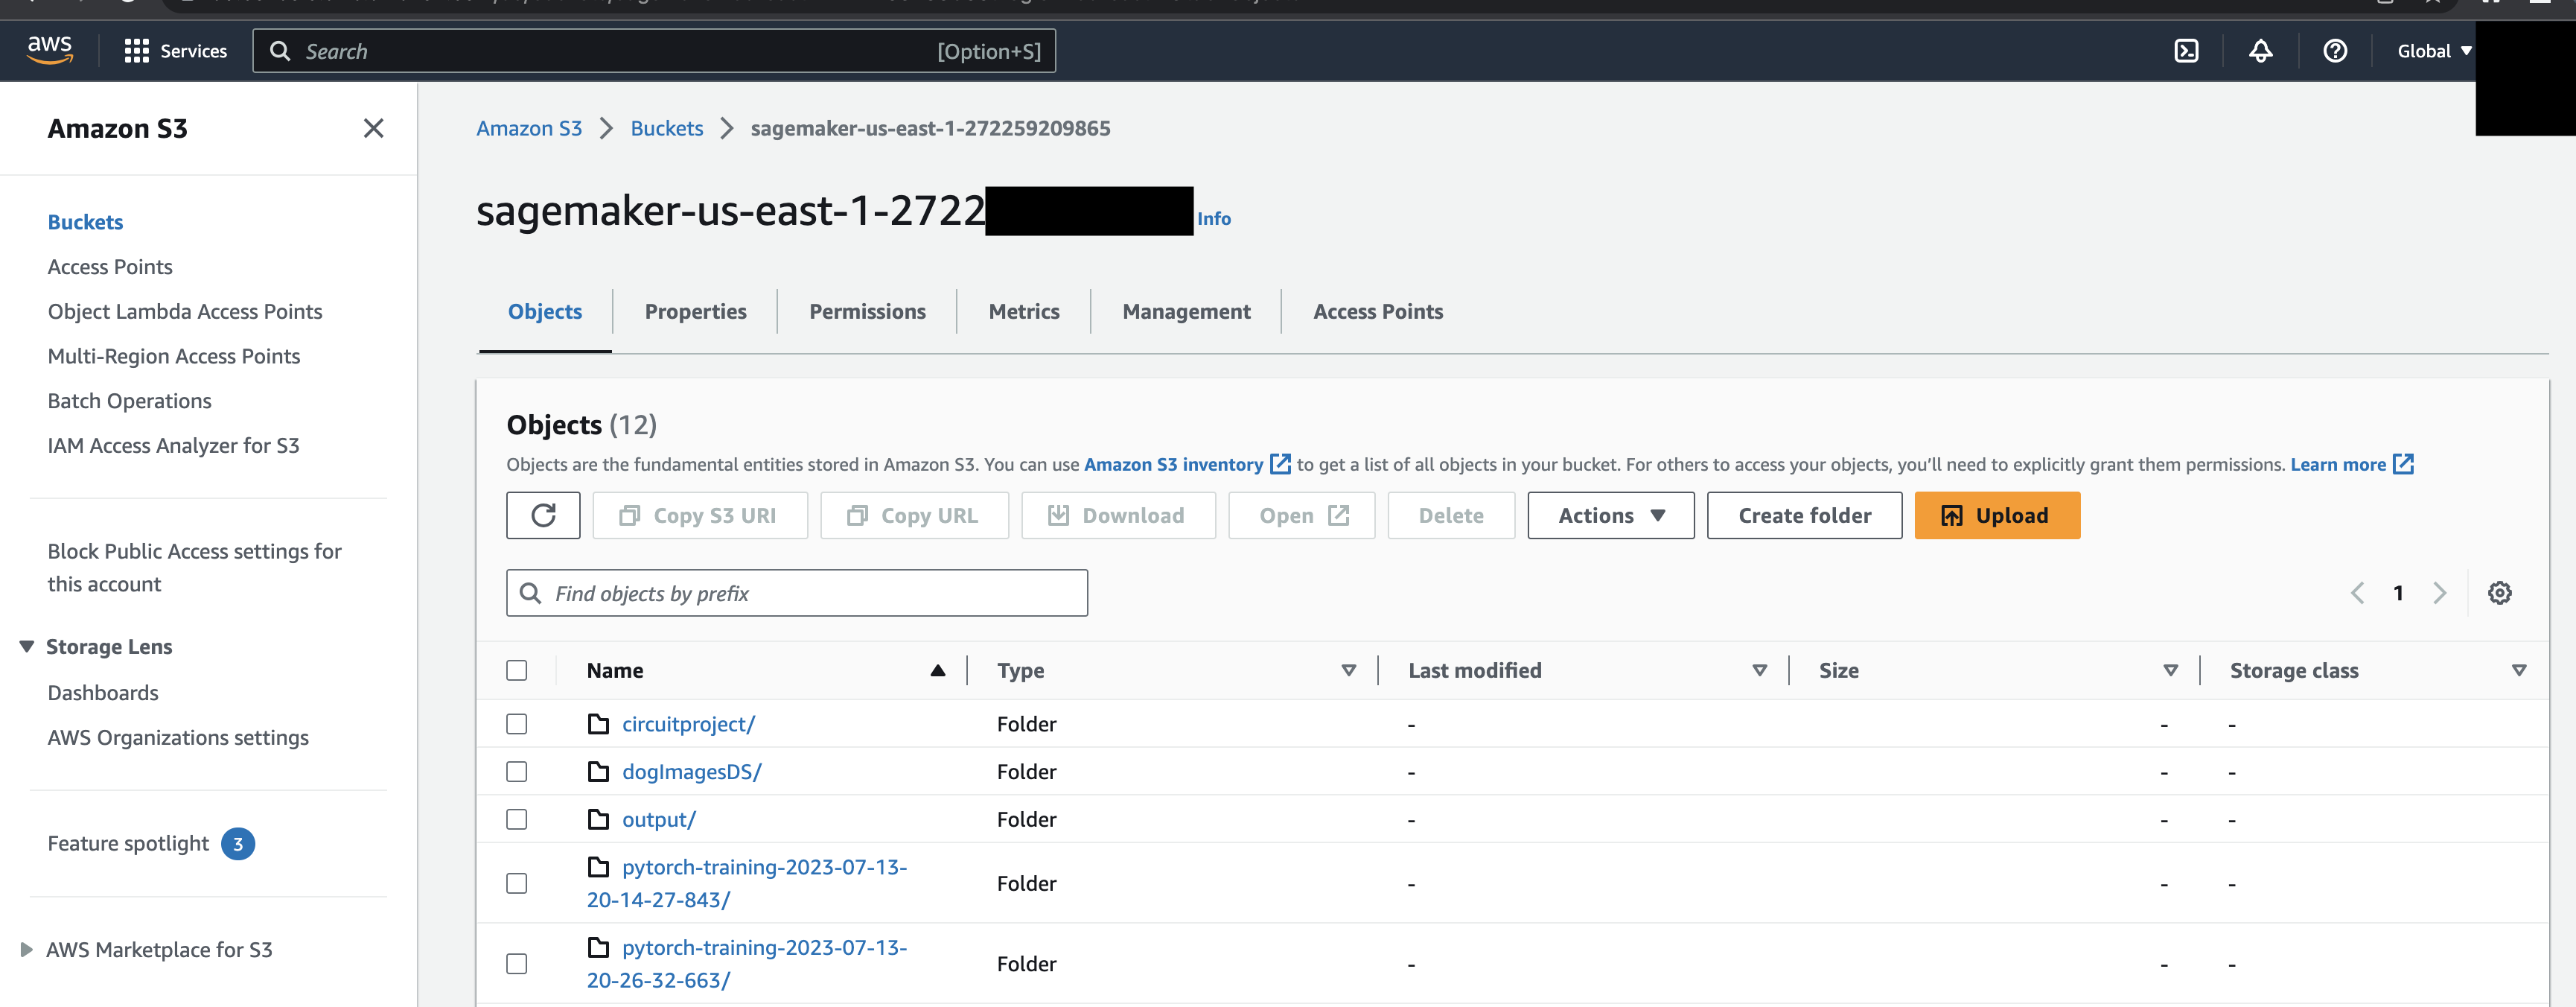 aws
Services
Search
[Option+S]
Global
Amazon S3
Buckets
Access Points
Object Lambda Access Points
Multi-Region Access Points
Batch Operations
IAM Access Analyzer for S3
Block Public Access settings for
this account
Storage Lens
Dashboards
AWS Organizations settings
Feature spotlight 3
AWS Marketplace for S3
Amazon S3 > Buckets > sagemaker-us-east-1-272259209865
sagemaker-us-east-1-2722 Info
Objects Properties Permissions Metrics Management Access Points
Objects (12)
Objects are the fundamental entities stored in Amazon S3. You can use Amazon S3 inventory to get a list of all objects in your bucket. For others to access your objects, you'll need to explicitly grant them permissions. Learn more
Copy S3 URI Copy URL Download Open Delete Actions Create folder Upload
Find objects by prefix
1
Name Type Last modified Size Storage class
circuitproject/ Folder - - -
dogImagesDS/ Folder - - -
output/ Folder - - -
pytorch-training-2023-07-13-
20-14-27-843/ Folder - - -
pytorch-training-2023-07-13-
20-26-32-663/ Folder - - -